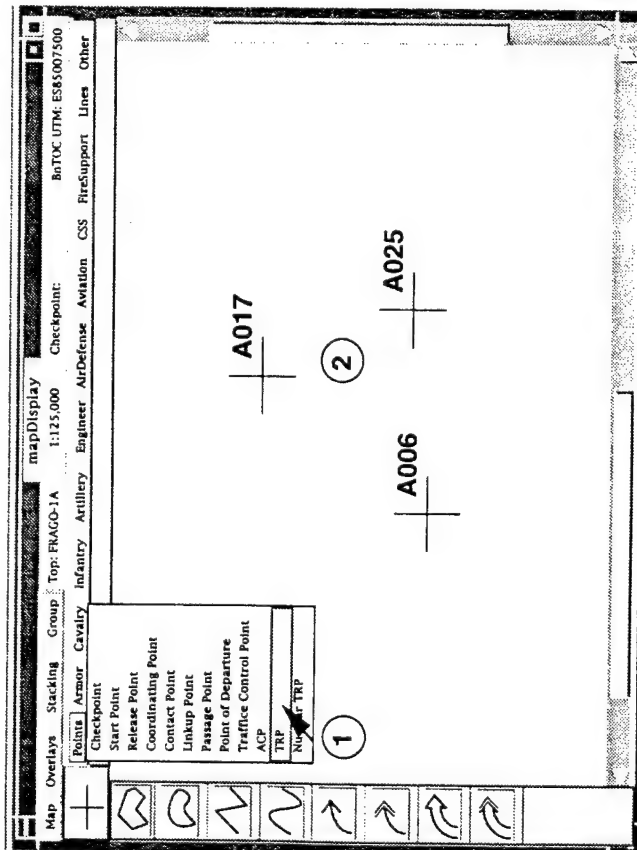 mapDisplay
Map Overlays Stacking Group Top: FRAGO-1A 1:125,000 Checkpoint: BnTOC UTM: ES85007500
Points Armor Cavalry Infantry Artillery Engineer AirDefense Aviation CSS FireSupport Lines Other
Checkpoint
Start Point
Release Point
Coordinating Point
Contact Point
Linkup Point
Passage Point
Point of Departure
Traffice Control Point
ACP
TRP
TRP
1
A017
2
A006
A025